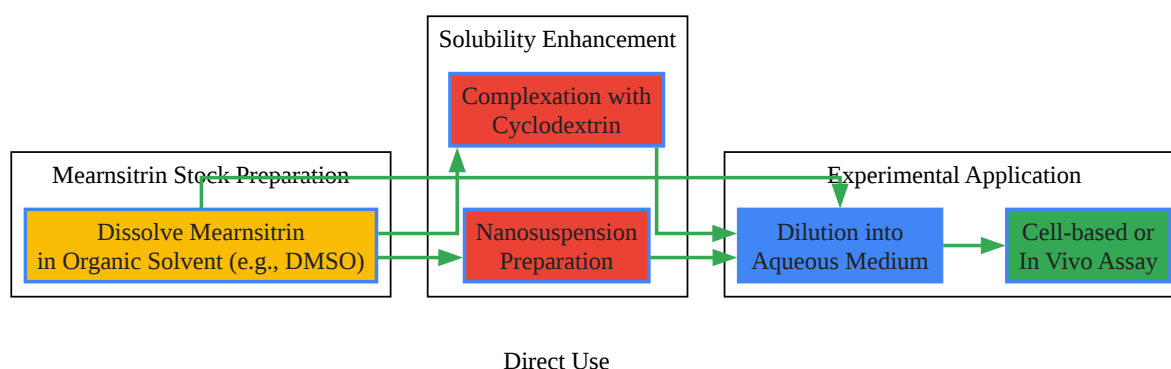 Solubility Enhancement
Complexation with
Cyclodextrin
Mearnsitrin Stock Preparation
Experimental Application
Dissolve Mearnsitrin
in Organic Solvent (e.g., DMSO)
Nanosuspension
Preparation
Dilution into
Aqueous Medium
Cell-based or
In Vivo Assay
Direct Use